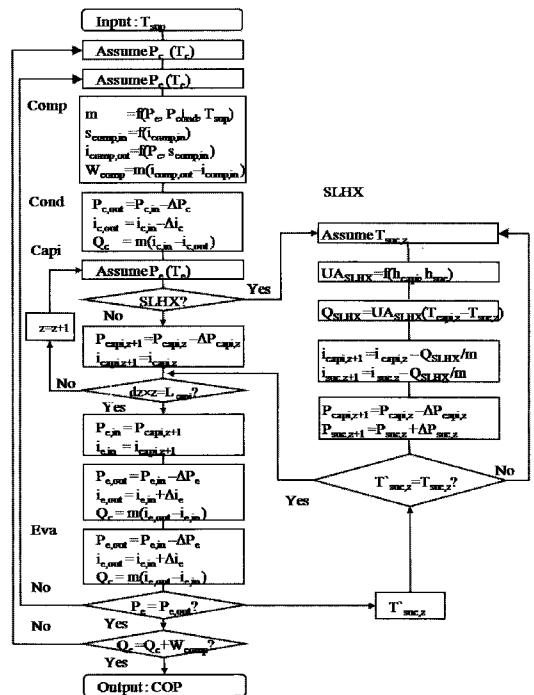 Input : T_sup
Assume P_c (T_c)
Assume P_e (T_e)
Comp
m =f(P_e, P_cond, T_sup)
s_comp,in=f(i_comp,in)
i_comp,out=f(P_c, s_comp,in)
W_comp=m(i_comp,out−i_comp,in)
Cond
P_c,out=P_c,in−ΔP_c
i_c,out = i_c,in−Δi_c
Q_c = m(i_c,in−i_c,out)
Capi
Assume P_e (T_e)
SLHX?
Yes
No
z=z+1
P_capi,z+1=P_capi,z−ΔP_capi,z
i_capi,z+1=i_capi,z
No
dz×z=L_capi?
Yes
P_e,in = P_capi,z+1
i_e,in = i_capi,z+1
P_e,out=P_e,in−ΔP_e
i_e,out=i_e,in+Δi_e
Q_e = m(i_e,out−i_e,in)
Eva
P_e,out=P_e,in−ΔP_e
i_e,out=i_e,in+Δi_e
Q_e = m(i_e,out−i_e,in)
No
P_e = P_e,out?
Yes
No
Q_c=Q_e+W_comp?
Yes
Output : COP
SLHX
Assume T_suc,z
UA_SLHX=f(h_capi, h_suc)
Q_SLHX=UA_SLHX(T_capi,z−T_suc,z)
i_capi,z+1=i_capi,z−Q_SLHX/m
i_suc,z+1=i_suc,z−Q_SLHX/m
P_capi,z+1=P_capi,z−ΔP_capi,z
P_suc,z+1=P_suc,z+ΔP_suc,z
T`_suc,z=T_suc,z?
No
Yes
T`_suc,z